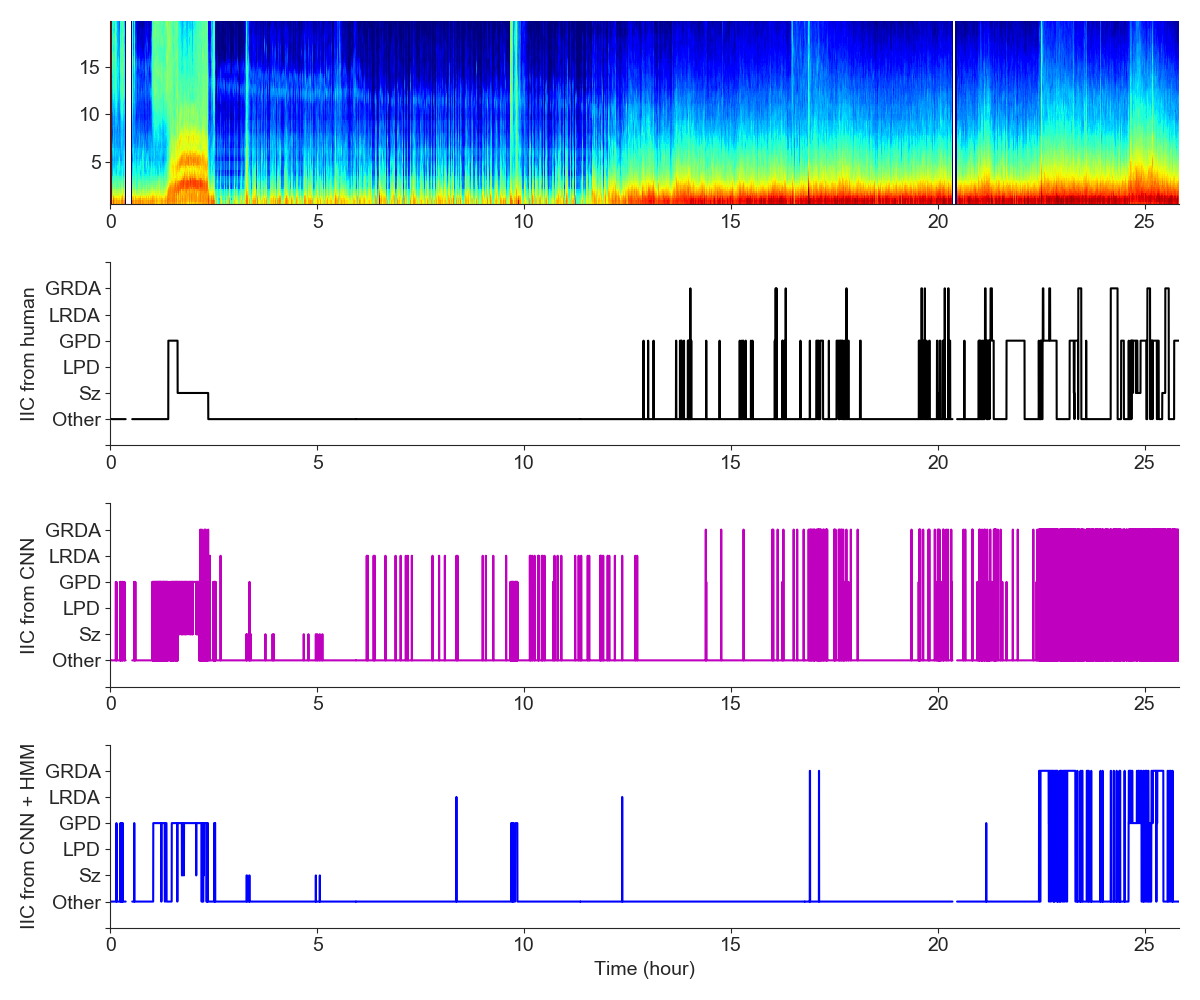 15
10
5
0 5 10 15 20 25
IIC from human
GRDA
LRDA
GPD
LPD
Sz
Other
0 5 10 15 20 25
IIC from CNN
GRDA
LRDA
GPD
LPD
Sz
Other
0 5 10 15 20 25
IIC from CNN + HMM
GRDA
LRDA
GPD
LPD
Sz
Other
0 5 10 15 20 25
Time (hour)